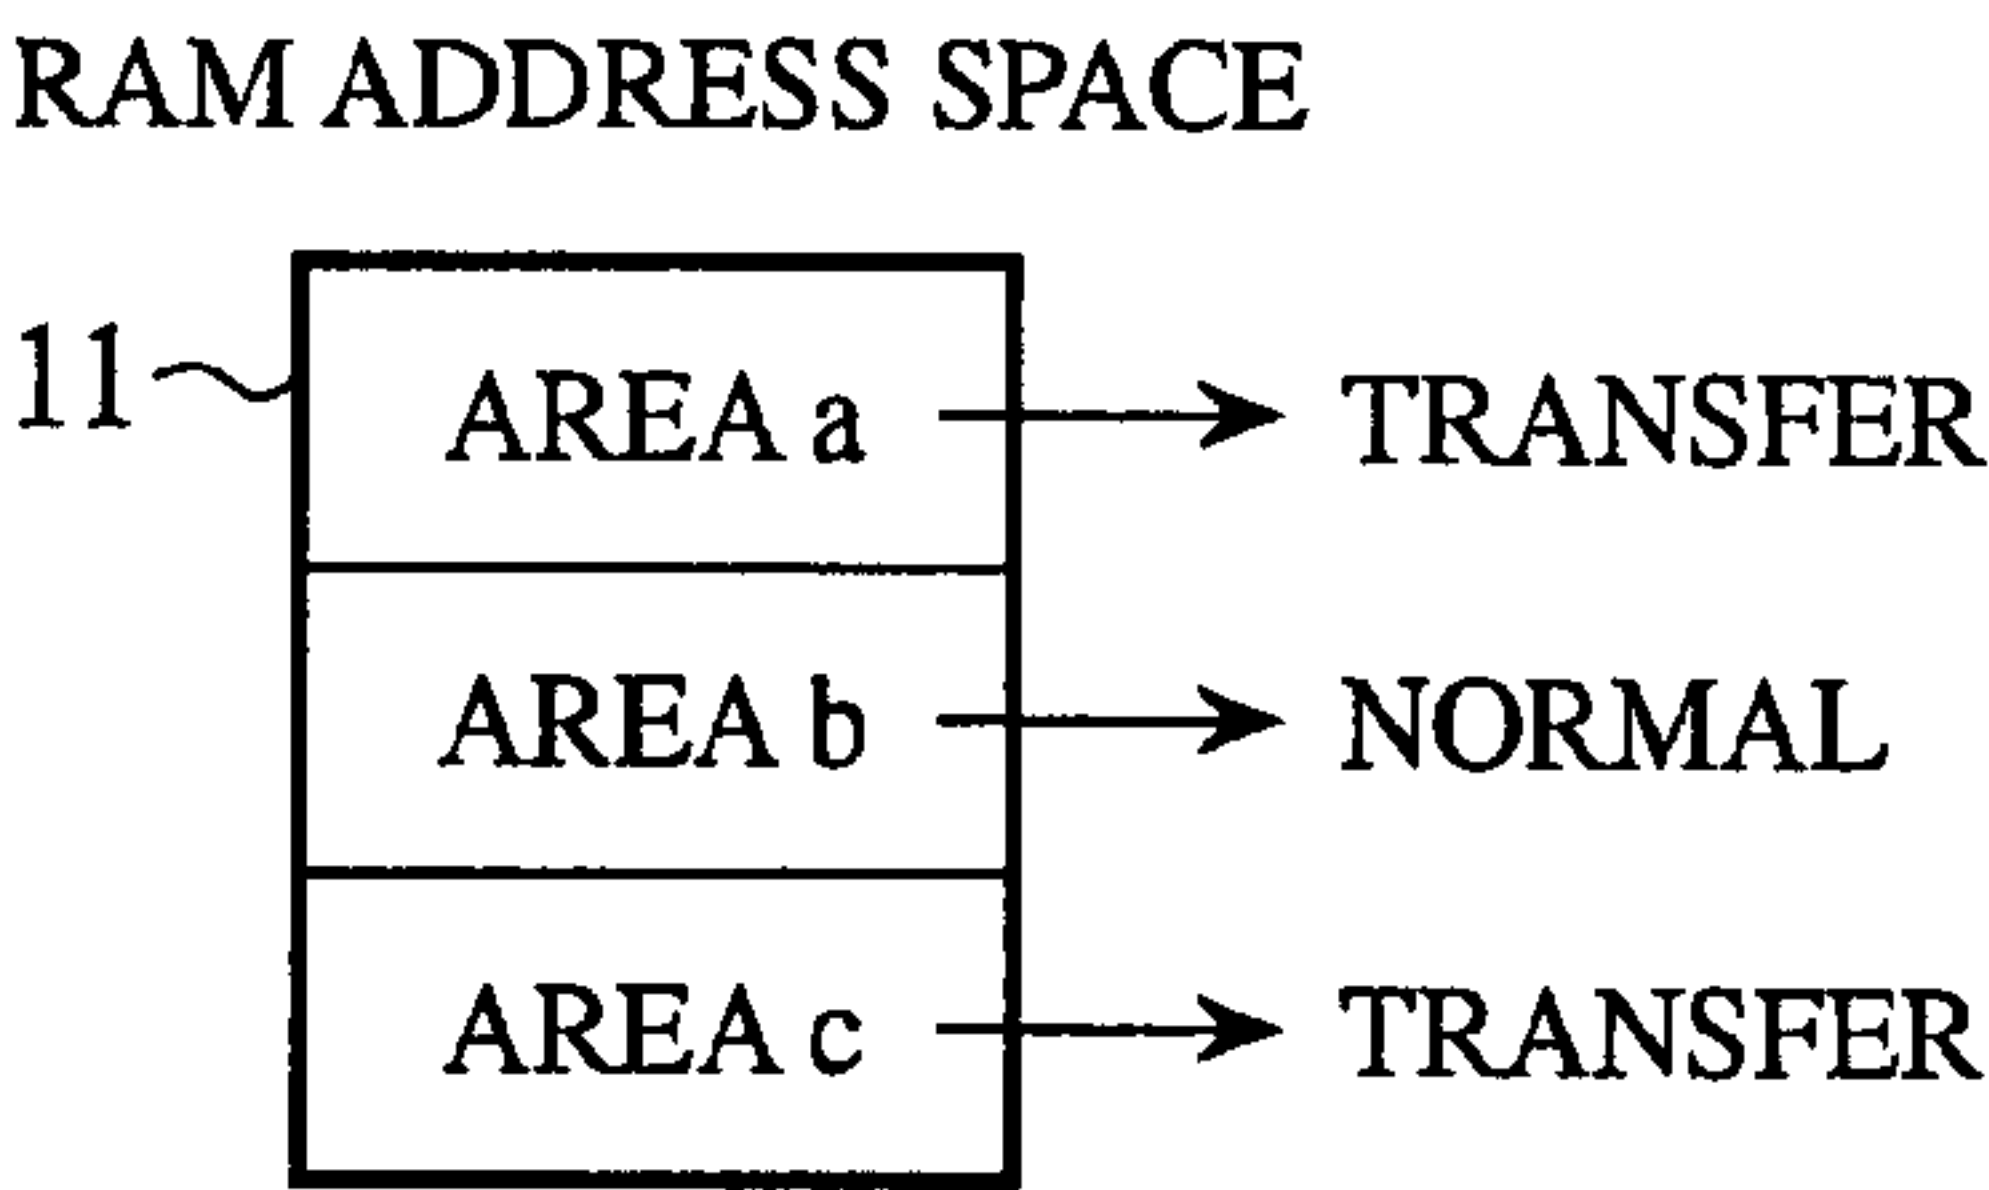 RAM ADDRESS SPACE
11
AREA a TRANSFER
AREA b NORMAL
AREA c TRANSFER